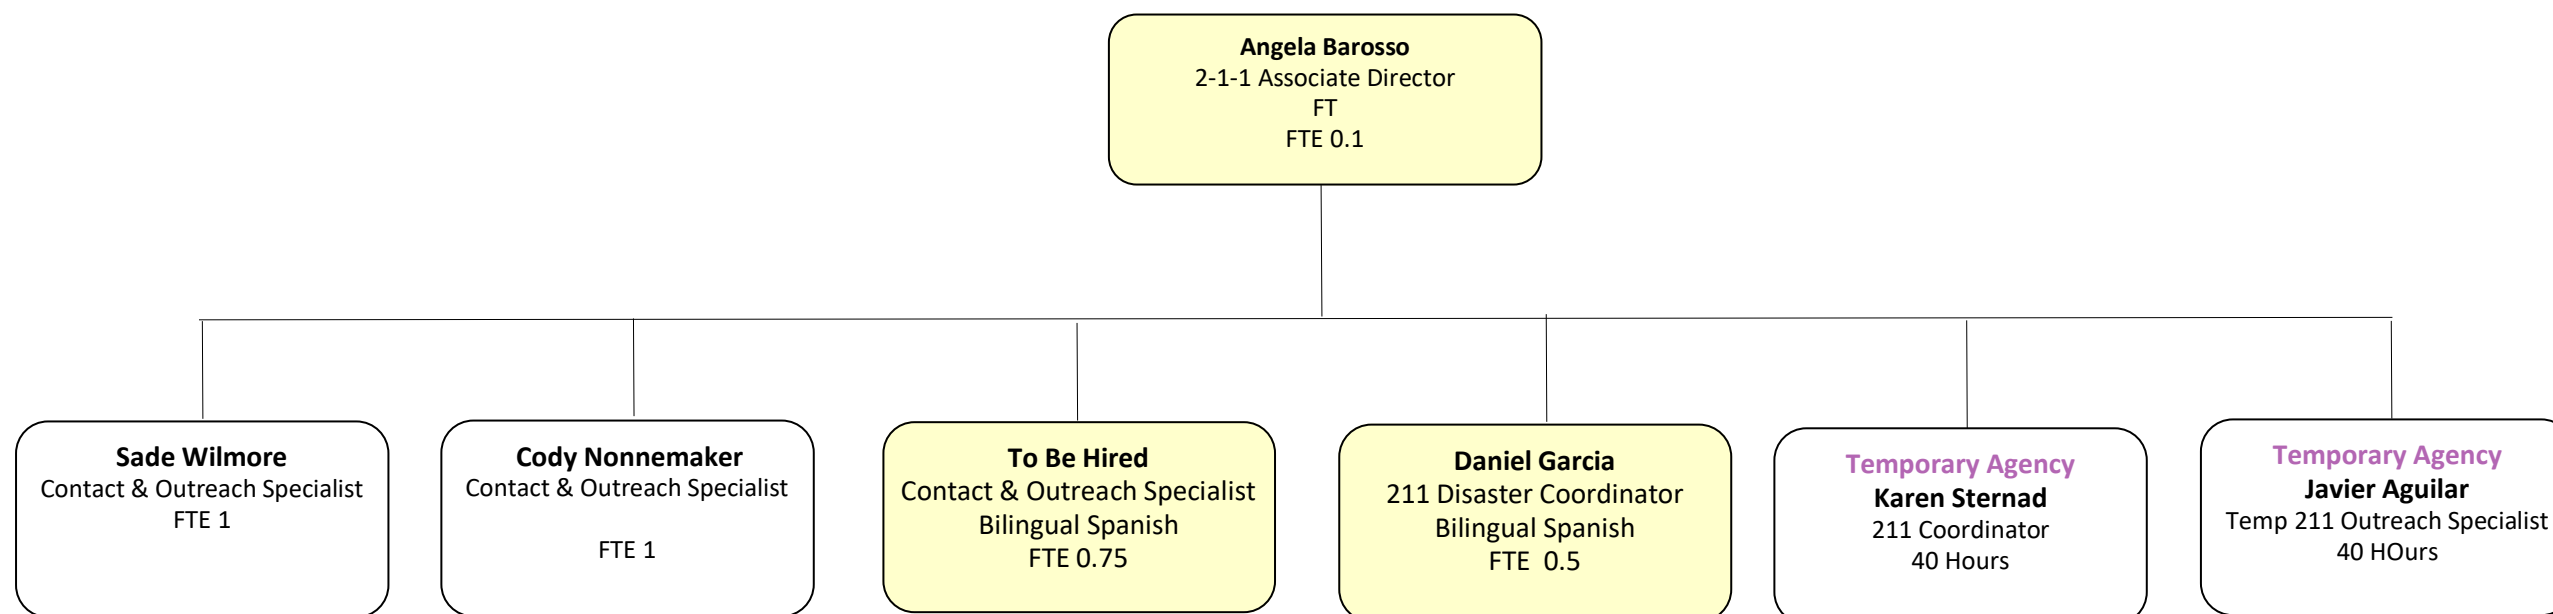 Angela Barosso
2-1-1 Associate Director
FT
FTE 0.1
Sade Wilmore
Contact & Outreach Specialist
FTE 1
Cody Nonnemaker
Contact & Outreach Specialist
FTE 1
To Be Hired
Contact & Outreach Specialist
Bilingual Spanish
FTE 0.75
Daniel Garcia
211 Disaster Coordinator
Bilingual Spanish
FTE 0.5
Temporary Agency
Karen Sternad
211 Coordinator
40 Hours
Temporary Agency
Javier Aguilar
Temp 211 Outreach Specialist
40 HOurs